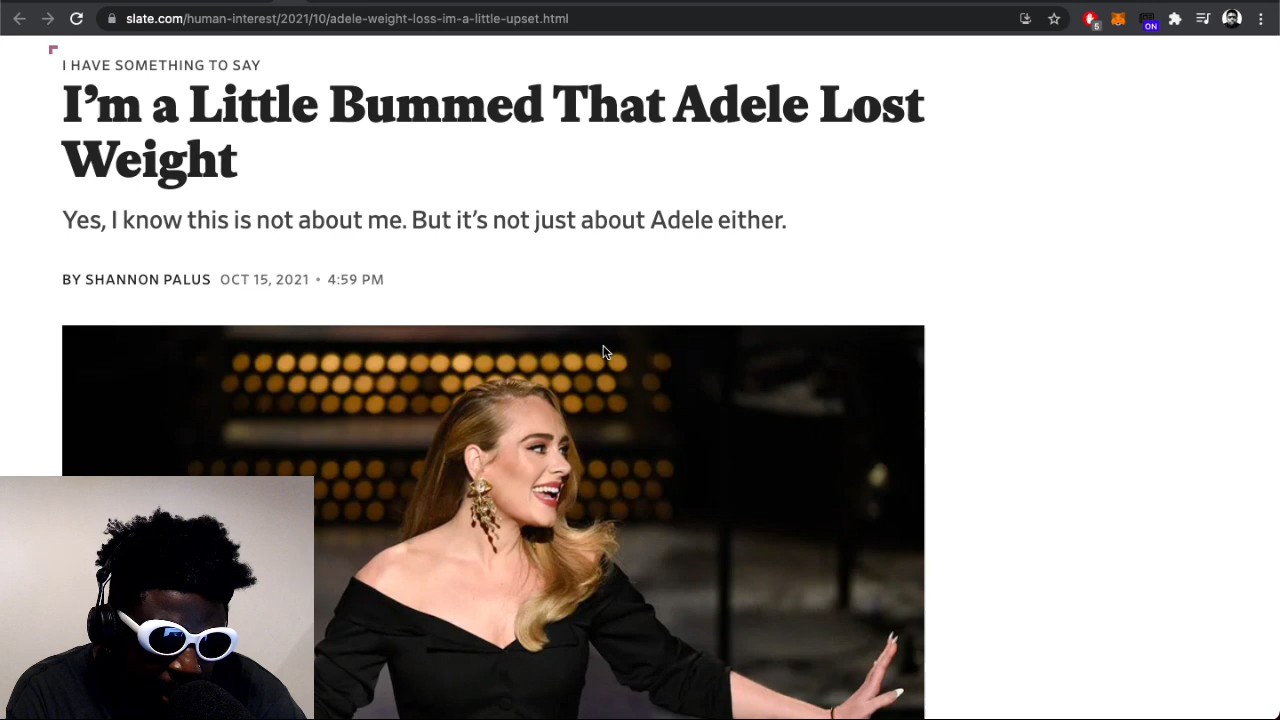 slate.com/human-interest/2021/10/adele-weight-loss-im-a-little-upset.html
5
ON
I HAVE SOMETHING TO SAY
I’m a Little Bummed That Adele Lost
Weight
Yes, I know this is not about me. But it’s not just about Adele either.
BY SHANNON PALUS OCT 15, 2021 • 4:59 PM